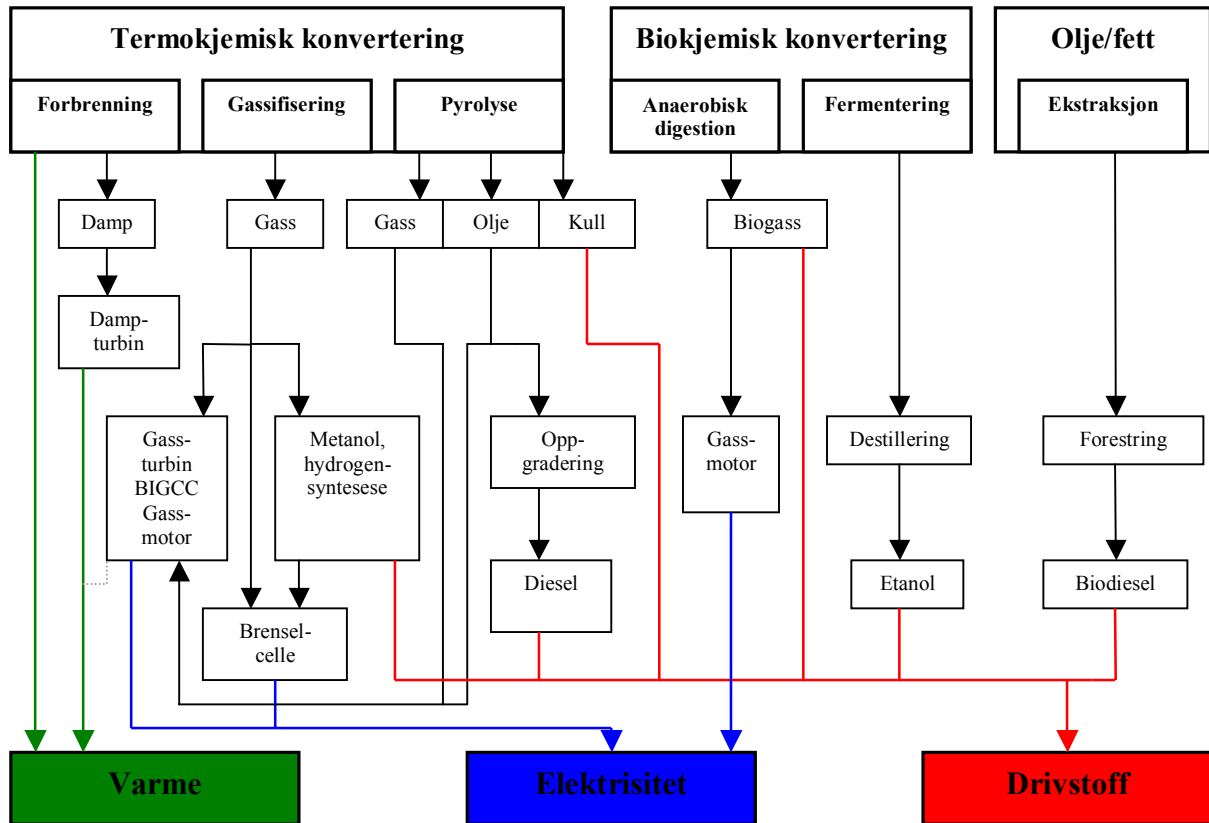 Termokjemisk konvertering
Biokjemisk konvertering
Olje/fett
Forbrenning
Gassifisering
Pyrolyse
Anaerobisk
digestion
Fermentering
Ekstraksjon
Damp
Gass
Gass
Olje
Kull
Biogass
Damp-
turbin
Gass-
turbin
BIGCC
Gass-
motor
Metanol,
hydrogen-
syntesese
Opp-
gradering
Gass-
motor
Destillering
Forestring
Diesel
Etanol
Biodiesel
Brensel-
celle
Varme
Elektrisitet
Drivstoff